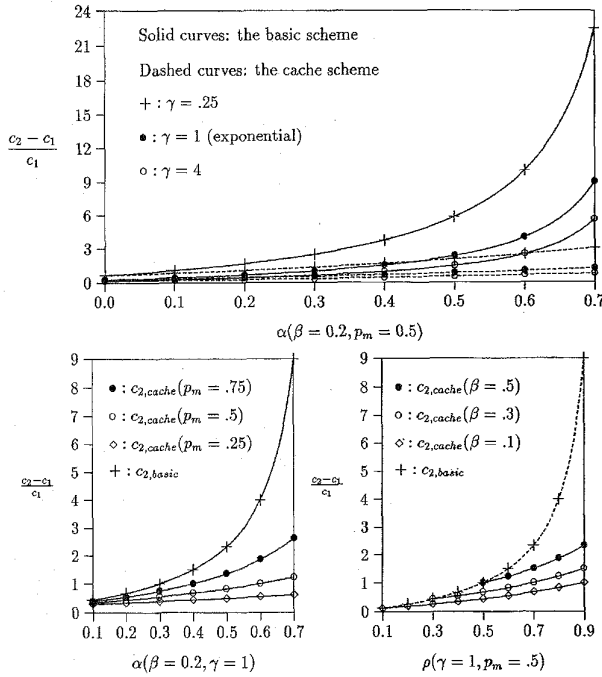 24
Solid curves: the basic scheme
21
Dashed curves: the cache scheme
18
+ : γ = .25
15
● : γ = 1 (exponential)
12
(c₂ − c₁)/c₁
○ : γ = 4
9
6
3
0
0.0 0.1 0.2 0.3 0.4 0.5 0.6 0.7
α(β = 0.2, pₘ = 0.5)
9
8
7
6
5
4
3
2
1
0
● : c₂,cache(pₘ = .75)
○ : c₂,cache(pₘ = .5)
◇ : c₂,cache(pₘ = .25)
+ : c₂,basic
(c₂−c₁)/c₁
0.1 0.2 0.3 0.4 0.5 0.6 0.7
α(β = 0.2, γ = 1)
9
8
7
6
5
4
3
2
1
0
● : c₂,cache(β = .5)
○ : c₂,cache(β = .3)
◇ : c₂,cache(β = .1)
+ : c₂,basic
(c₂−c₁)/c₁
0.1 0.3 0.5 0.7 0.9
ρ(γ = 1, pₘ = .5)